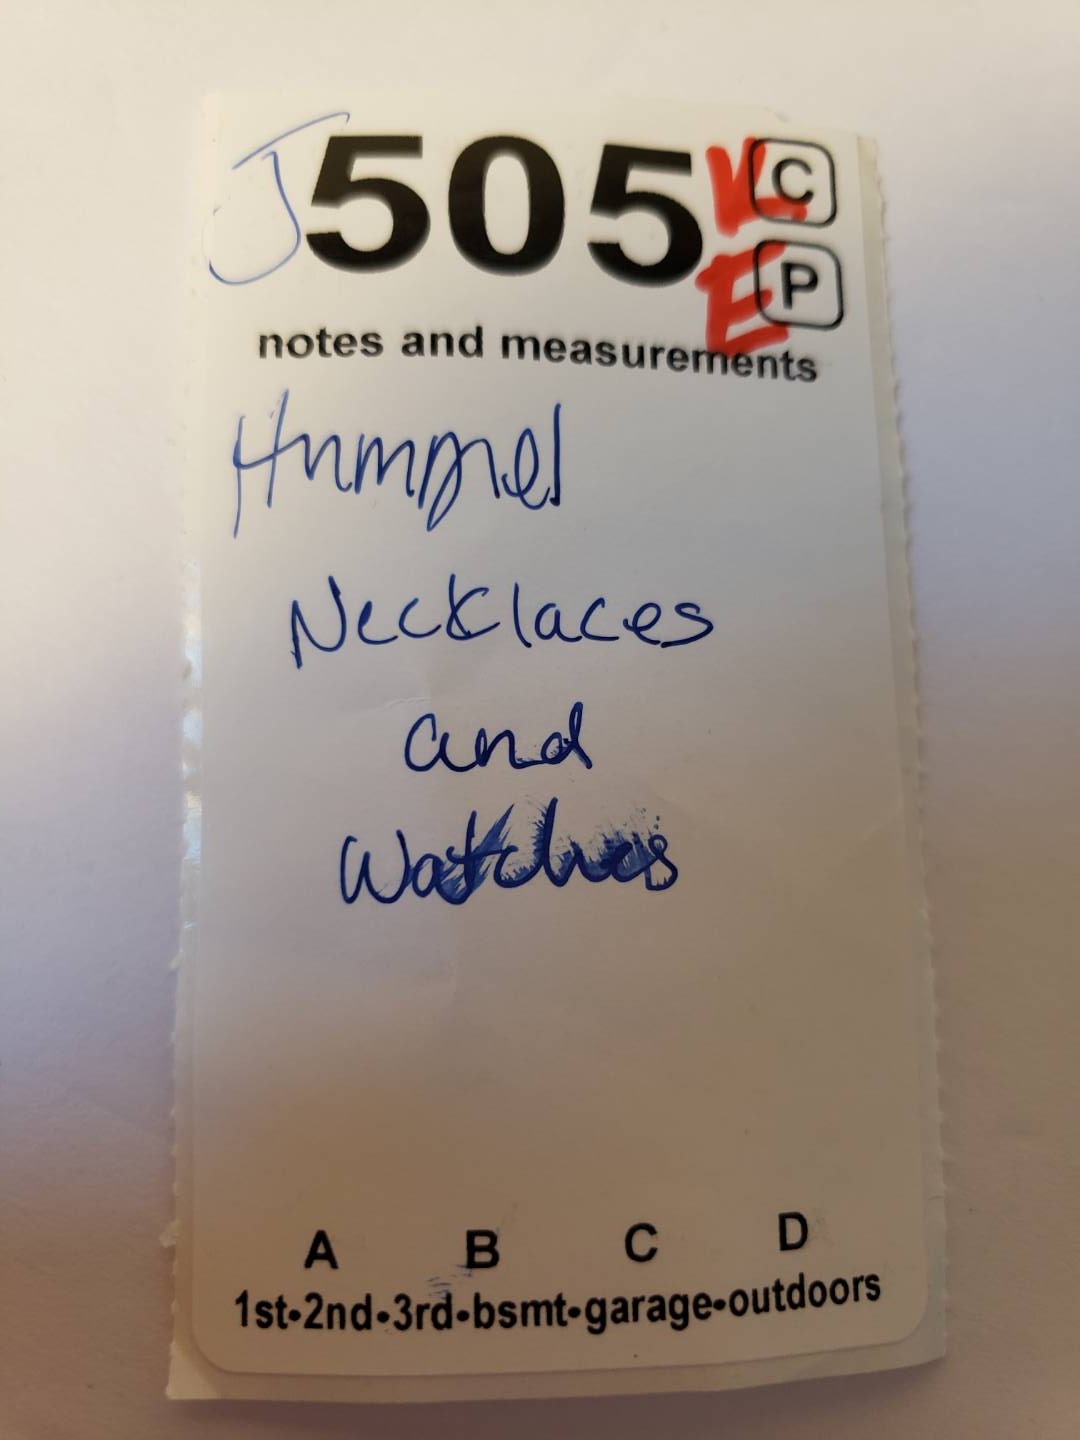 J505 V C
E P
notes and measurements
Hummel
Necklaces
and
Watches
A B C D
1st•2nd•3rd•bsmt•garage•outdoors